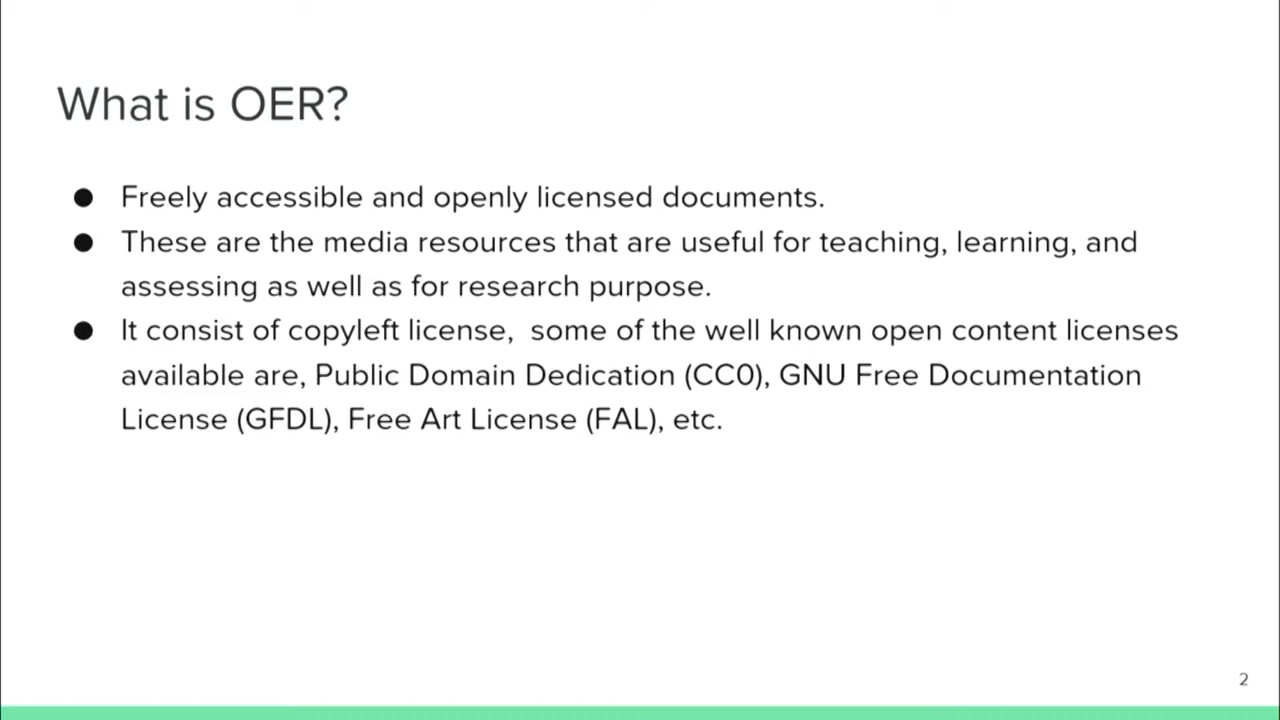 What is OER?
● Freely accessible and openly licensed documents.
● These are the media resources that are useful for teaching, learning, and
assessing as well as for research purpose.
● It consist of copyleft license,  some of the well known open content licenses
available are, Public Domain Dedication (CC0), GNU Free Documentation
License (GFDL), Free Art License (FAL), etc.
2